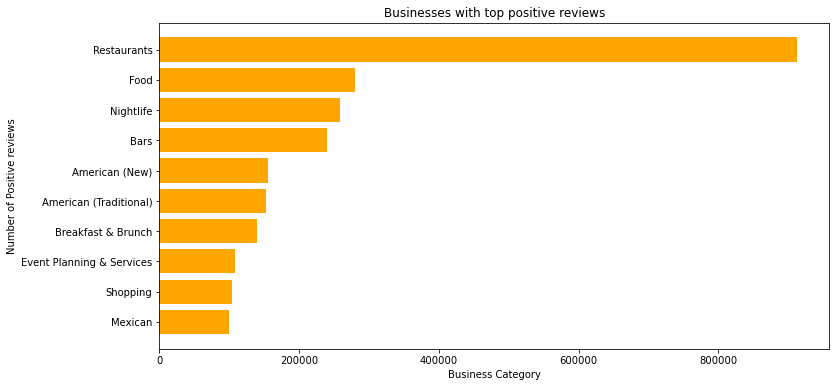 Businesses with top positive reviews
Number of Positive reviews
Restaurants
Food
Nightlife
Bars
American (New)
American (Traditional)
Breakfast & Brunch
Event Planning & Services
Shopping
Mexican
0 200000 400000 600000 800000
Business Category